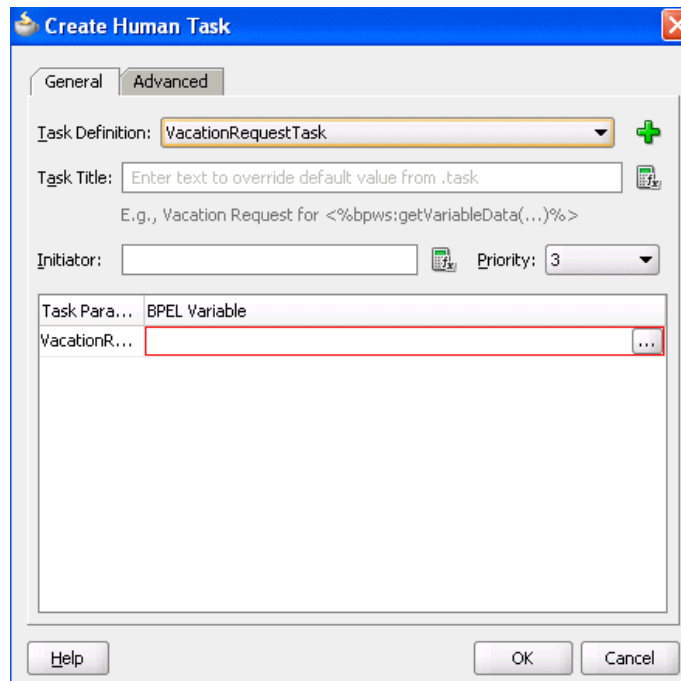 Create Human Task
General Advanced
Task Definition: VacationRequestTask
Task Title: Enter text to override default value from .task
E.g., Vacation Request for <%bpws:getVariableData(...)%>
Initiator: Priority: 3
Task Para... BPEL Variable
VacationR... ...
Help OK Cancel